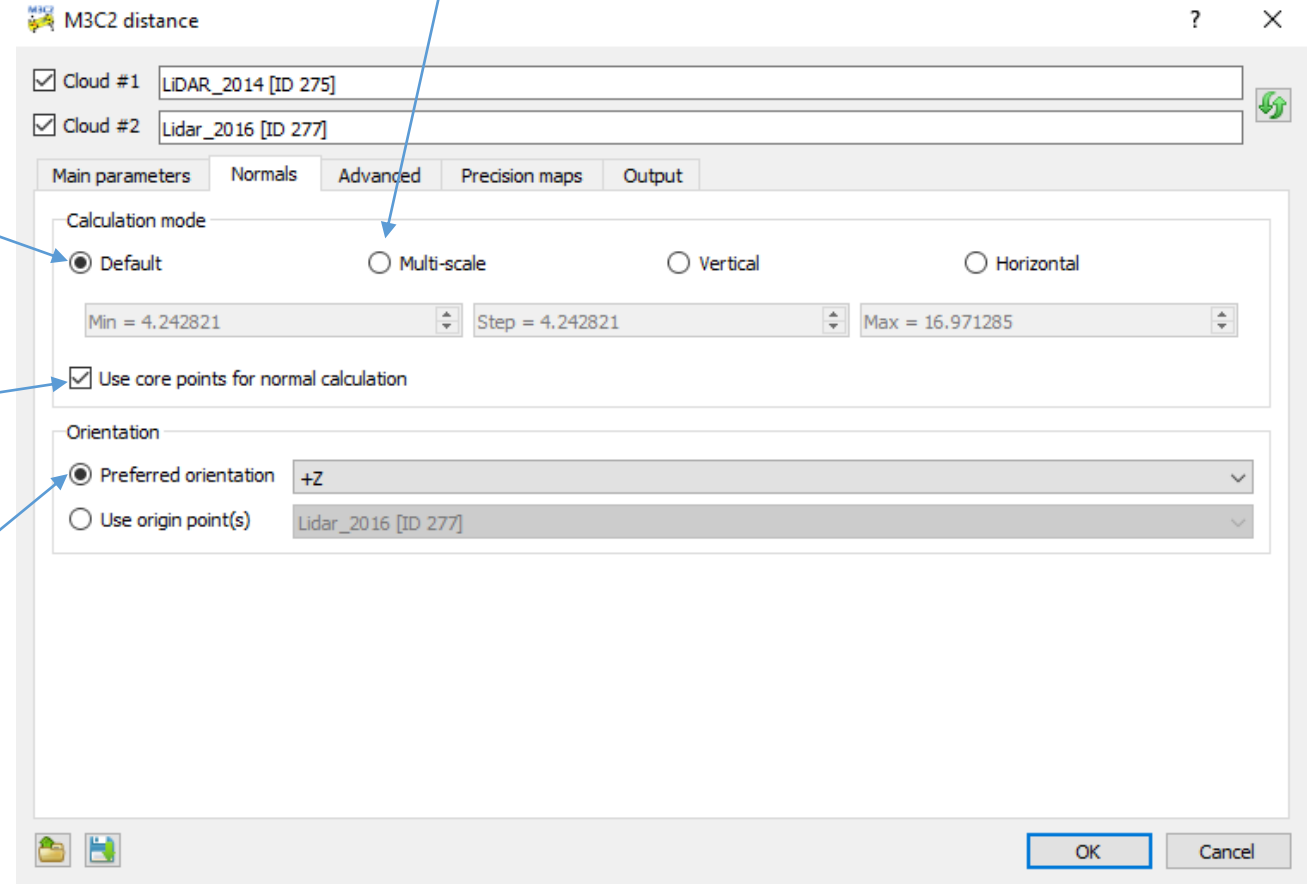 M3C2 M3C2 distance ?
Cloud #1 LiDAR_2014 [ID 275]
Cloud #2 Lidar_2016 [ID 277]
Main parameters Normals Advanced Precision maps Output
Calculation mode
Default Multi-scale Vertical Horizontal
Min = 4.242821 Step = 4.242821 Max = 16.971285
Use core points for normal calculation
Orientation
Preferred orientation +Z
Use origin point(s) Lidar_2016 [ID 277]
OK Cancel